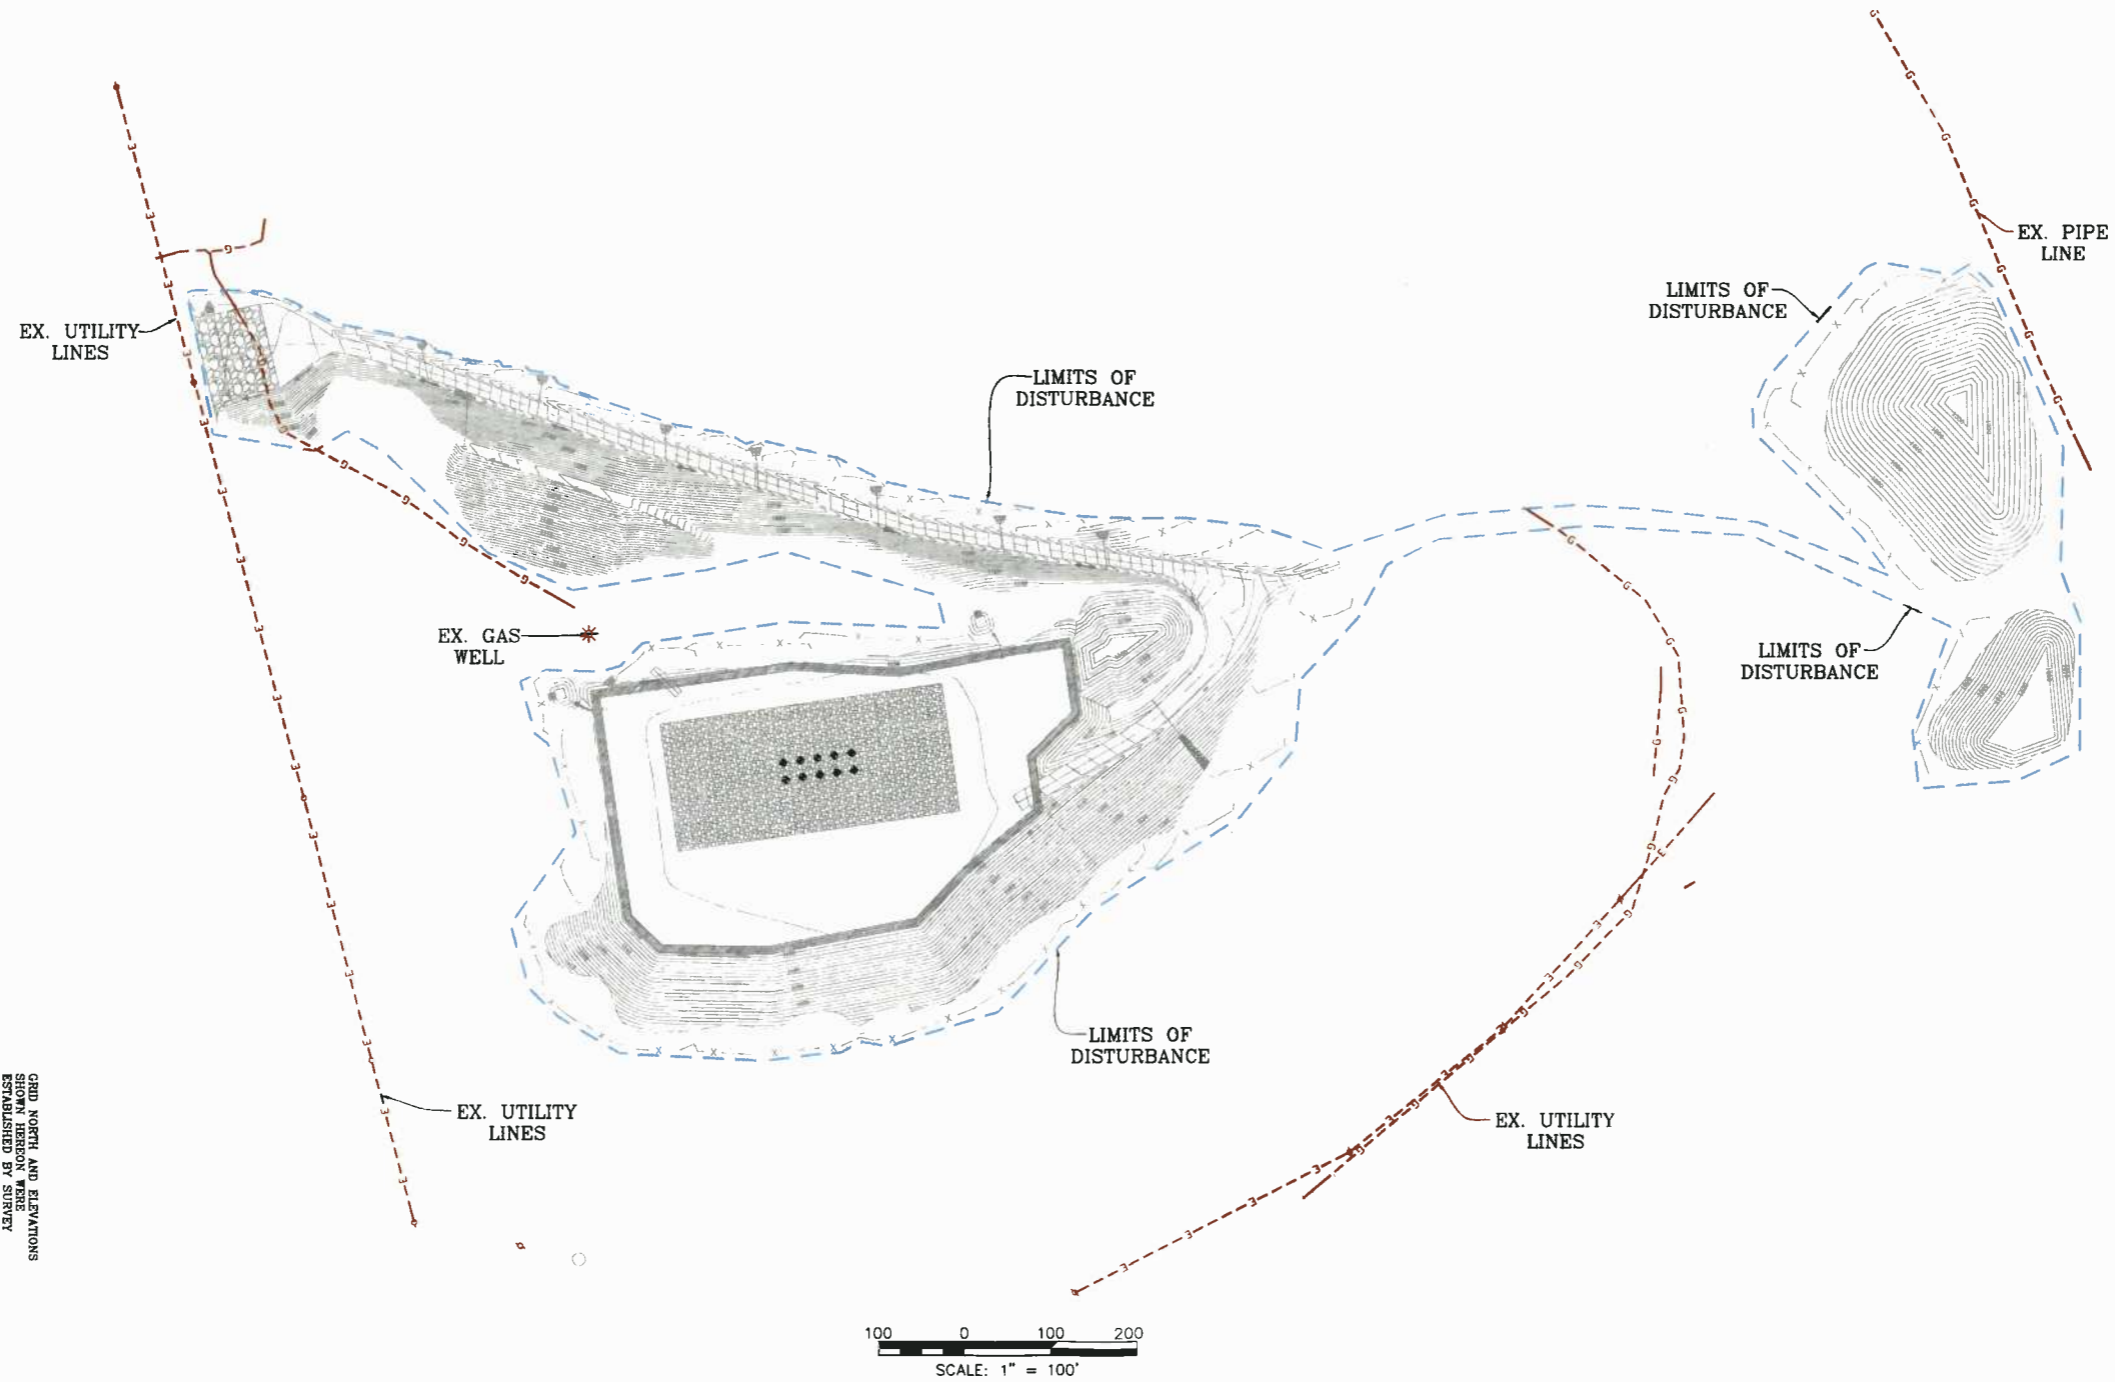 EX. PIPE
LINE
LIMITS OF
DISTURBANCE
EX. UTILITY
LINES
LIMITS OF
DISTURBANCE
EX. GAS
WELL
LIMITS OF
DISTURBANCE
LIMITS OF
DISTURBANCE
EX. UTILITY
LINES
EX. UTILITY
LINES
GRID NORTH AND ELEVATIONS
SHOWN HEREON WERE
ESTABLISHED BY SURVEY
100 0 100 200
SCALE: 1" = 100'